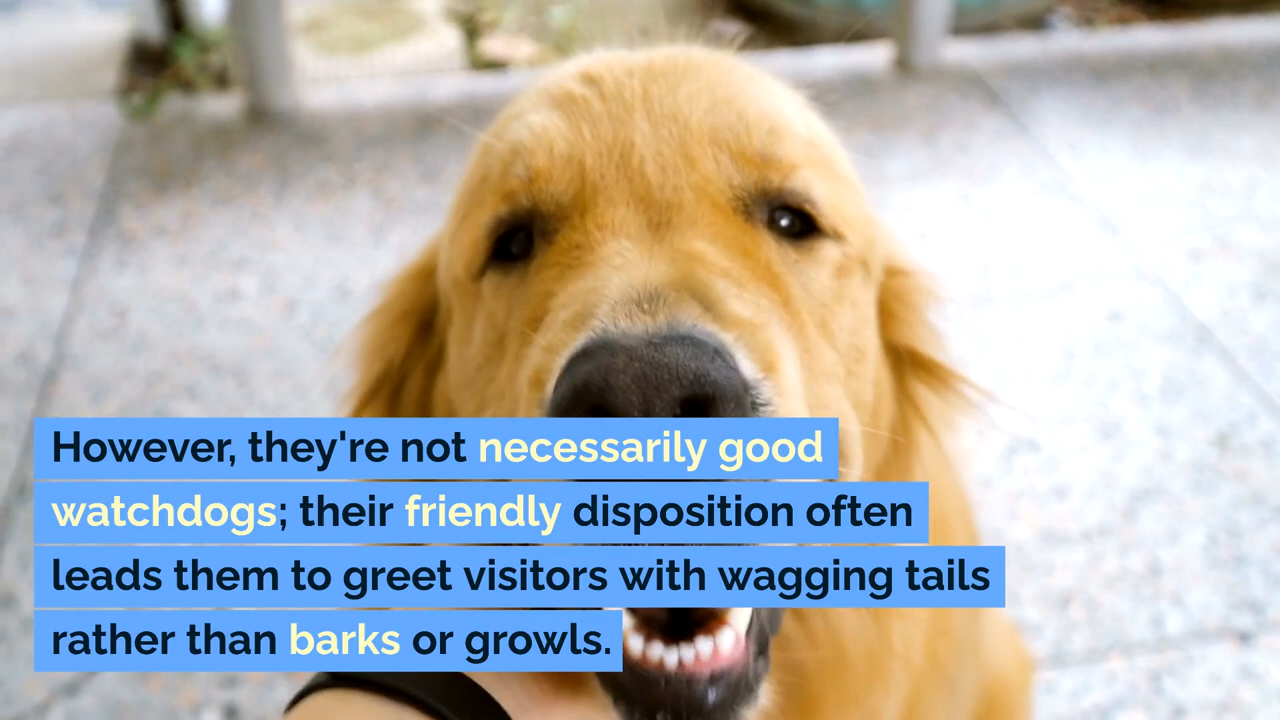 However, they're not necessarily good
watchdogs; their friendly disposition often
leads them to greet visitors with wagging tails
rather than barks or growls.